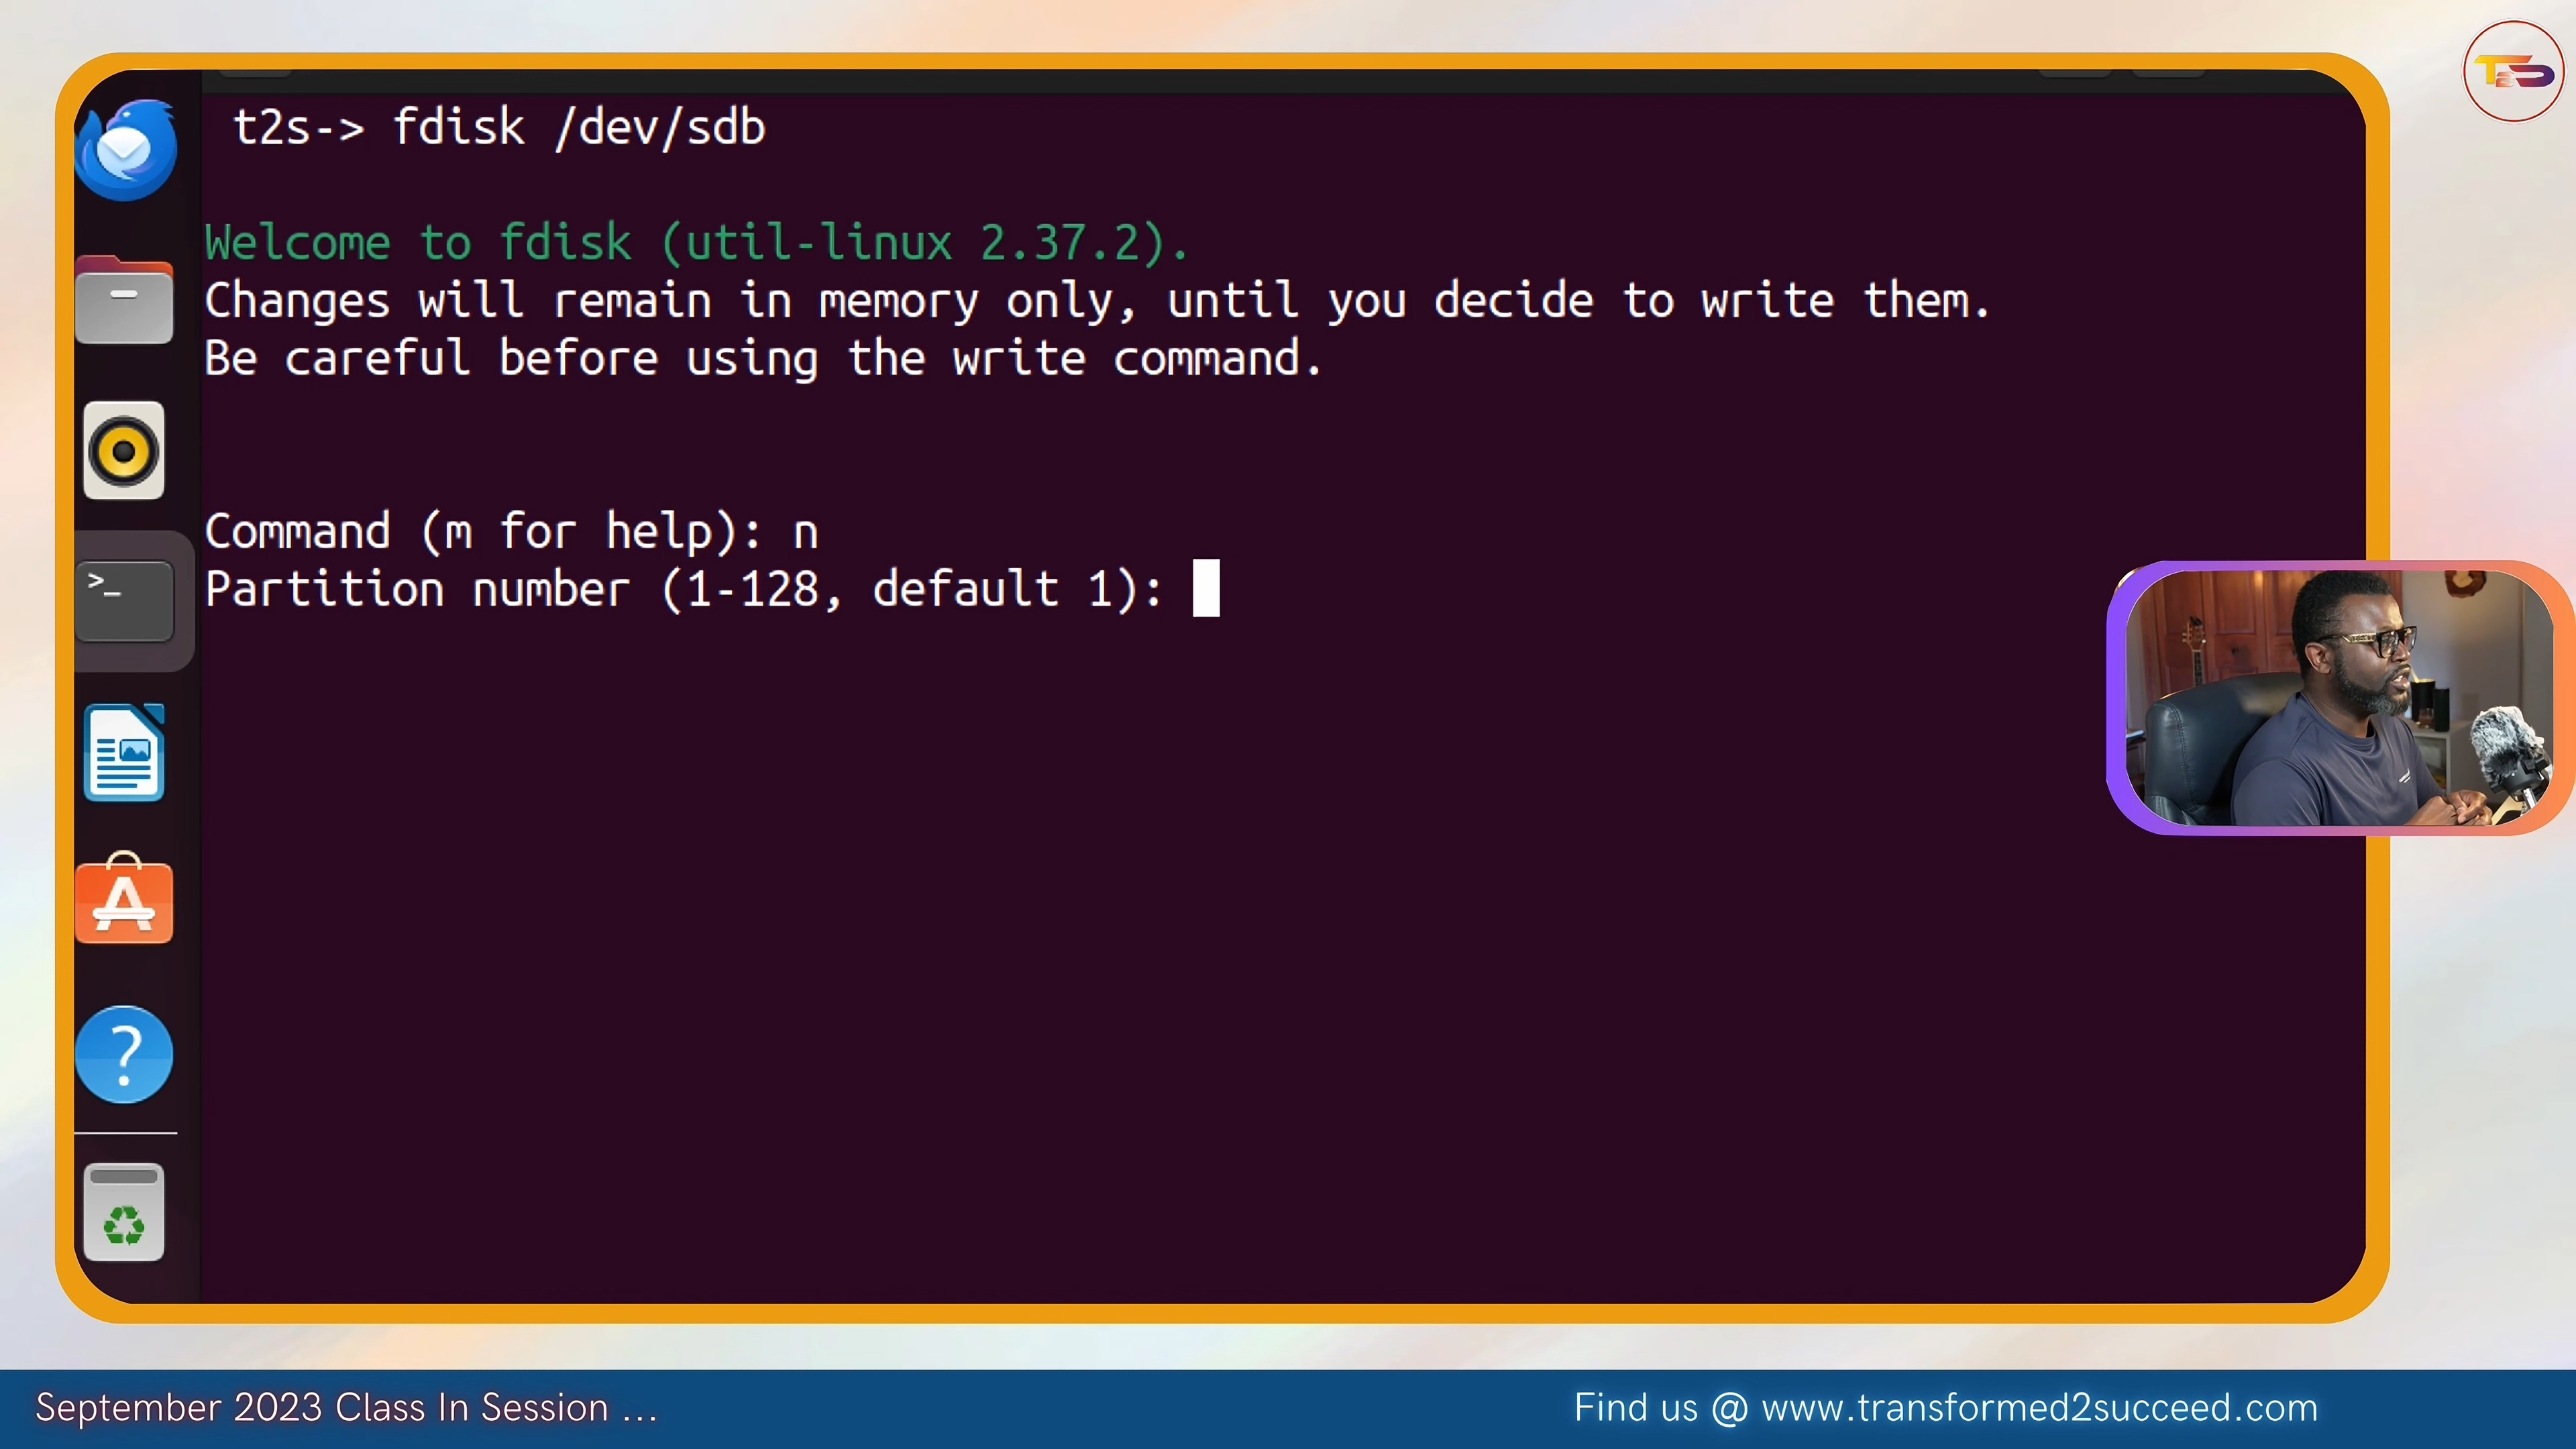 T2S
t2s-> fdisk /dev/sdb
Welcome to fdisk (util-linux 2.37.2).
Changes will remain in memory only, until you decide to write them.
Be careful before using the write command.
Command (m for help): n
Partition number (1-128, default 1):
>_
?
September 2023 Class In Session ...
Find us @ www.transformed2succeed.com